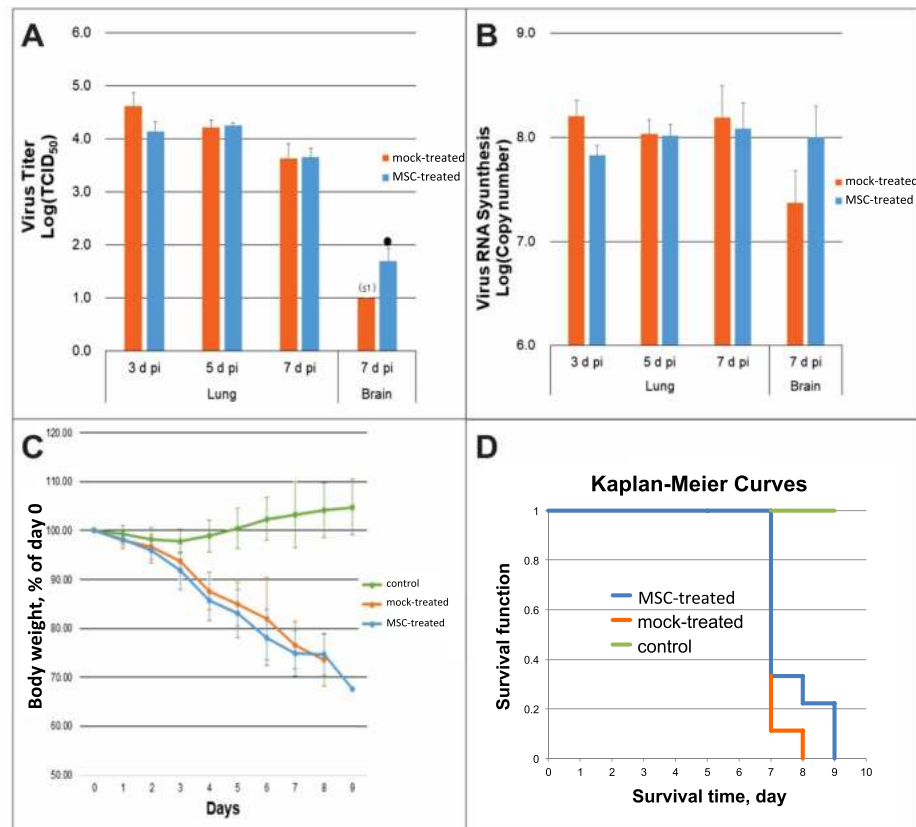 A
6.0
5.0
4.0
3.0
2.0
1.0
0.0
Virus Titer
Log(TCID50)
(≤1)
mock-treated
MSC-treated
3 d pi
5 d pi
7 d pi
7 d pi
Lung
Brain
B
9.0
8.0
7.0
6.0
Virus RNA Syunthesis
Log(Copy number)
mock-treated
MSC-treated
3 d pi
5 d pi
7 d pi
7 d pi
Lung
Brain
C
120.00
110.00
100.00
90.00
80.00
70.00
60.00
50.00
Body weight, % of day 0
control
mock-treated
MSC-treated
0 1 2 3 4 5 6 7 8 9
Days
D
Kaplan-Meier Curves
1
0.8
0.6
0.4
0.2
0
Survival function
MSC-treated
mock-treated
control
0 1 2 3 4 5 6 7 8 9 10
Survival time, day